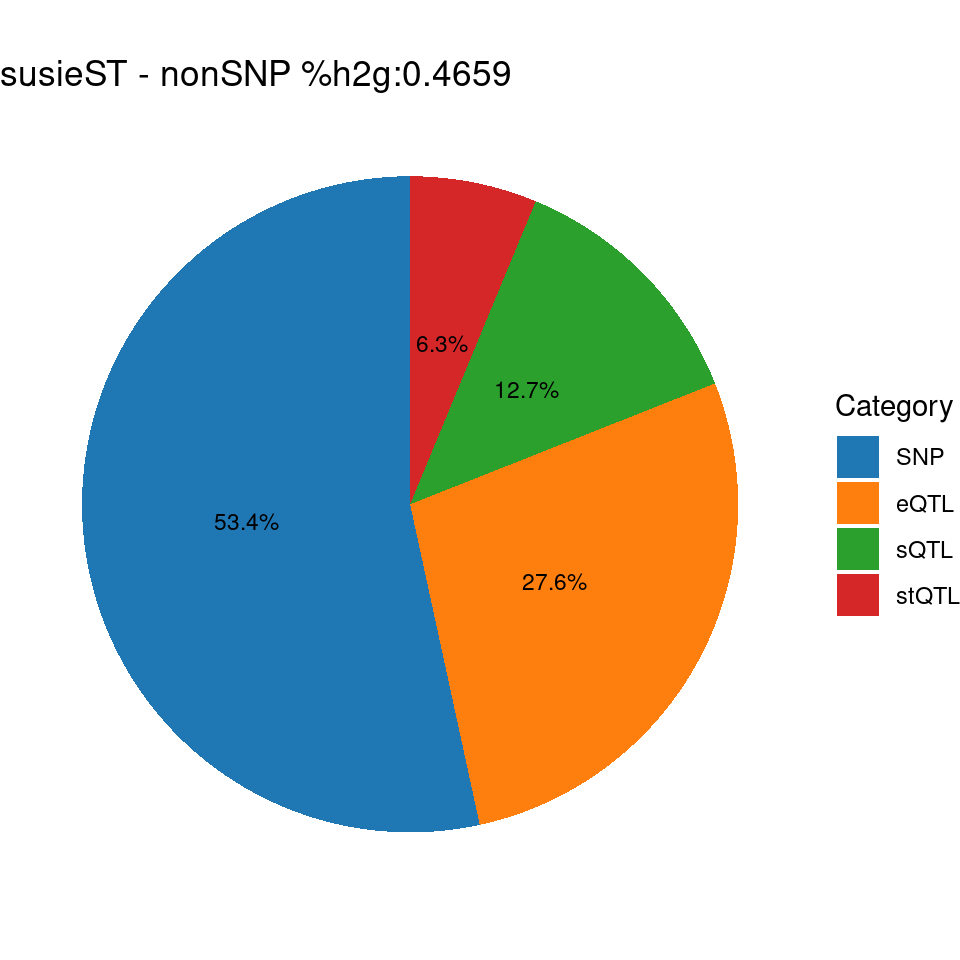 susieST - nonSNP %h2g:0.4659
6.3%
12.7%
53.4%
27.6%
Category
SNP
eQTL
sQTL
stQTL